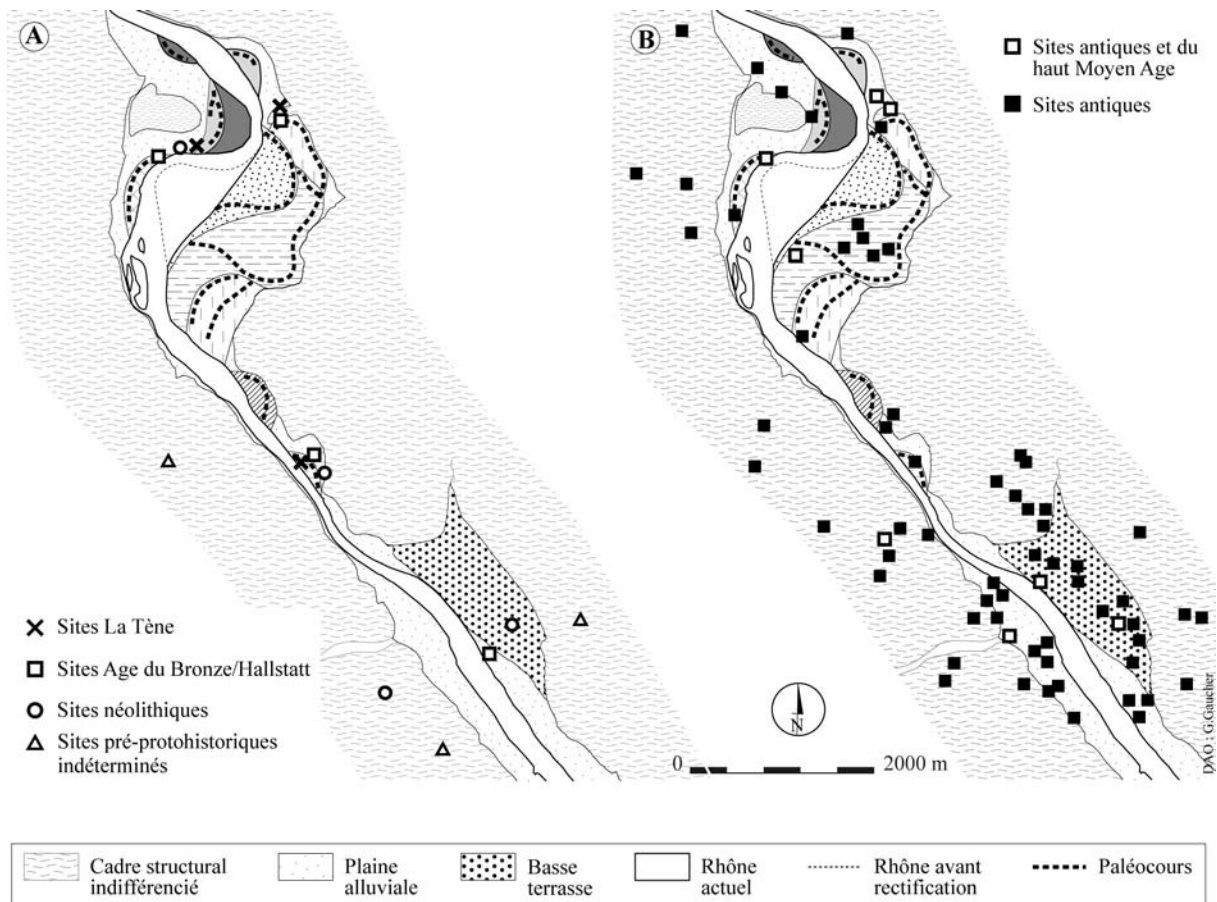 A
B
Sites antiques et du
haut Moyen Age
Sites antiques
Sites La Tène
Sites Age du Bronze/Hallstatt
Sites néolithiques
Sites pré-protohistoriques
indéterminés
N
0
2000 m
DAO : G.Gaucher
Cadre structural
indifférencié
Plaine
alluviale
Basse
terrasse
Rhône
actuel
Rhône avant
rectification
Paléocours